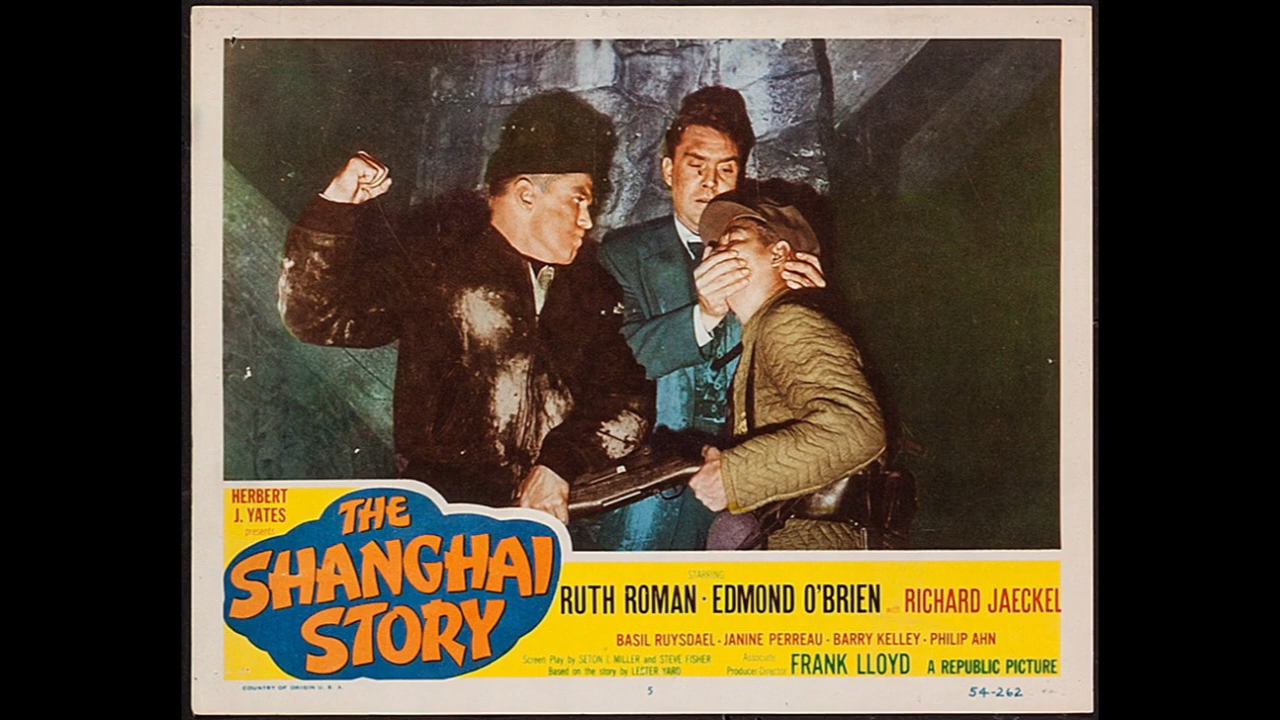 HERBERT
J. YATES
presents
THE
SHANGHAI
STORY
STARRING
RUTH ROMAN · EDMOND O'BRIEN with RICHARD JAECKEL
BASIL RUYSDAEL · JANINE PERREAU · BARRY KELLEY · PHILIP AHN
Screen Play by SETON I. MILLER and STEVE FISHER
Based on the story by LESTER YARD
Associate
Producer-Director FRANK LLOYD A REPUBLIC PICTURE
COUNTRY OF ORIGIN U. S. A.
5
54-262